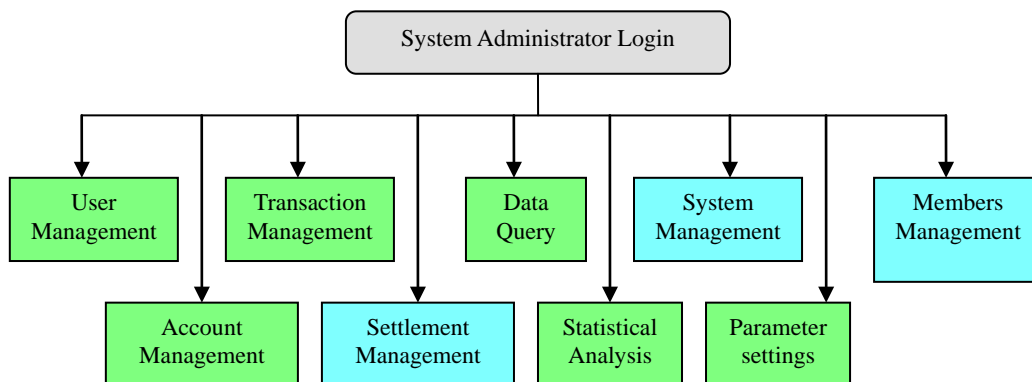 System Administrator Login
User
Management
Transaction
Management
Data
Query
System
Management
Members
Management
Account
Management
Settlement
Management
Statistical
Analysis
Parameter
settings